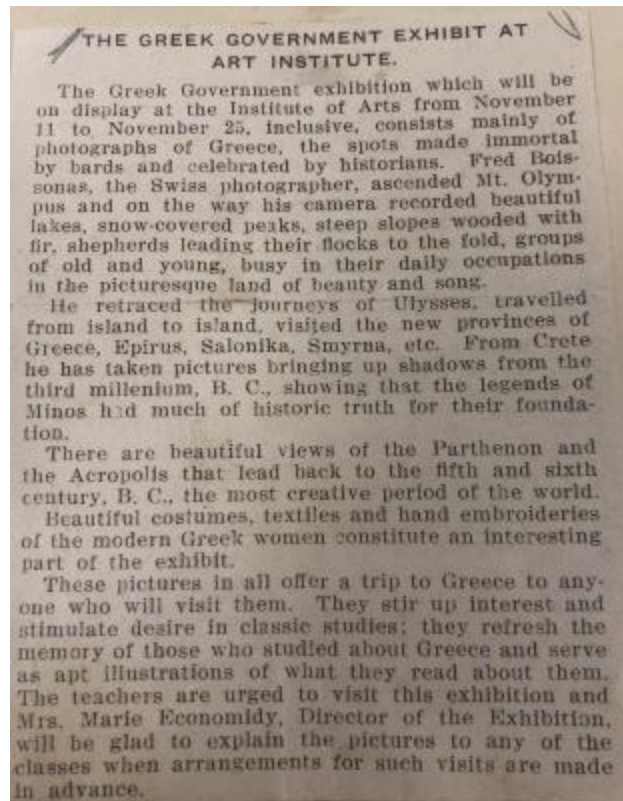 THE GREEK GOVERNMENT EXHIBIT AT
ART INSTITUTE.
The Greek Government exhibition which will be
on display at the Institute of Arts from November
11 to November 25, inclusive, consists mainly of
photographs of Greece, the spots made immortal
by bards and celebrated by historians. Fred Bois-
sonas, the Swiss photographer, ascended Mt. Olym-
pus and on the way his camera recorded beautiful
lakes, snow-covered peaks, steep slopes wooded with
fir, shepherds leading their flocks to the fold, groups
of old and young, busy in their daily occupations
in the picturesque land of beauty and song.
He retraced the journeys of Ulysses, travelled
from island to island, visited the new provinces of
Greece, Epirus, Salonika, Smyrna, etc. From Crete
he has taken pictures bringing up shadows from the
third millenium, B. C., showing that the legends of
Minos had much of historic truth for their founda-
tion.
There are beautiful views of the Parthenon and
the Acropolis that lead back to the fifth and sixth
century, B. C., the most creative period of the world.
Beautiful costumes, textiles and hand embroideries
of the modern Greek women constitute an interesting
part of the exhibit.
These pictures in all offer a trip to Greece to any-
one who will visit them. They stir up interest and
stimulate desire in classic studies; they refresh the
memory of those who studied about Greece and serve
as apt illustrations of what they read about them.
The teachers are urged to visit this exhibition and
Mrs. Marie Economidy, Director of the Exhibition,
will be glad to explain the pictures to any of the
classes when arrangements for such visits are made
in advance.